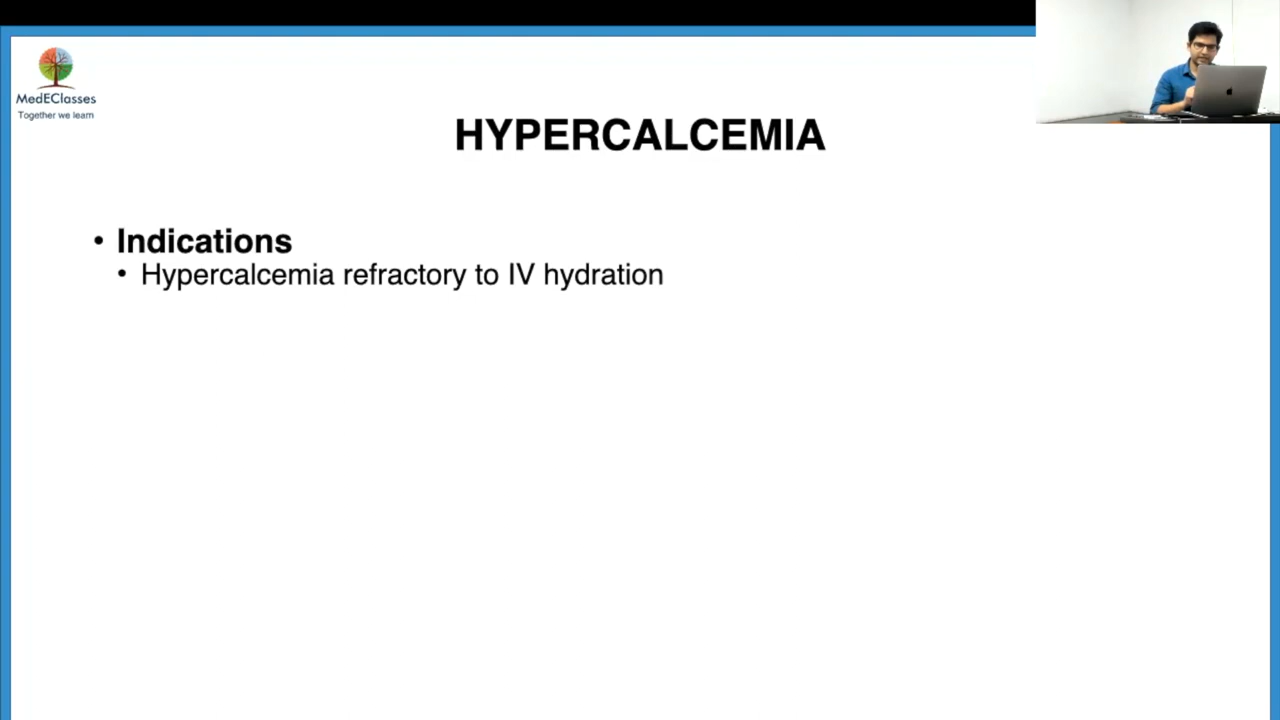 MedEClasses
Together we learn
HYPERCALCEMIA
• Indications
• Hypercalcemia refractory to IV hydration